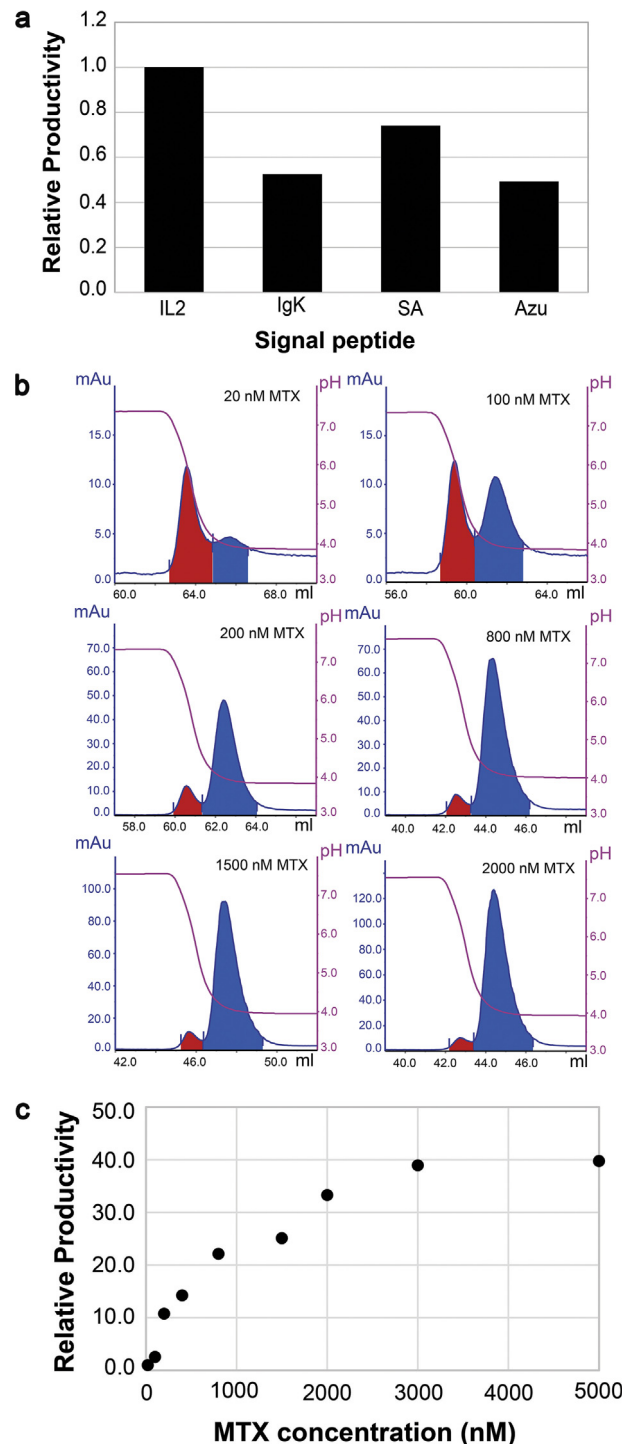 a
Relative Productivity
1.2
1.0
0.8
0.6
0.4
0.2
0.0
IL2 IgK SA Azu
Signal peptide
b
mAu pH
20 nM MTX
15.0
10.0
5.0
0.0
7.0
6.0
5.0
4.0
3.0
60.0 64.0 68.0 ml
mAu pH
100 nM MTX
15.0
10.0
5.0
0.0
7.0
6.0
5.0
4.0
3.0
56.0 60.0 64.0 ml
mAu pH
200 nM MTX
70.0
60.0
50.0
40.0
30.0
20.0
10.0
0.0
7.0
6.0
5.0
4.0
3.0
58.0 60.0 62.0 64.0 ml
mAu pH
800 nM MTX
70.0
60.0
50.0
40.0
30.0
20.0
10.0
0.0
7.0
6.0
5.0
4.0
3.0
40.0 42.0 44.0 46.0 ml
mAu pH
1500 nM MTX
100.0
80.0
60.0
40.0
20.0
0.0
7.0
6.0
5.0
4.0
3.0
42.0 46.0 50.0 ml
mAu pH
2000 nM MTX
120.0
100.0
80.0
60.0
40.0
20.0
0.0
7.0
6.0
5.0
4.0
3.0
40.0 42.0 44.0 46.0 ml
c
Relative Productivity
50.0
40.0
30.0
20.0
10.0
0.0
0 1000 2000 3000 4000 5000
MTX concentration (nM)